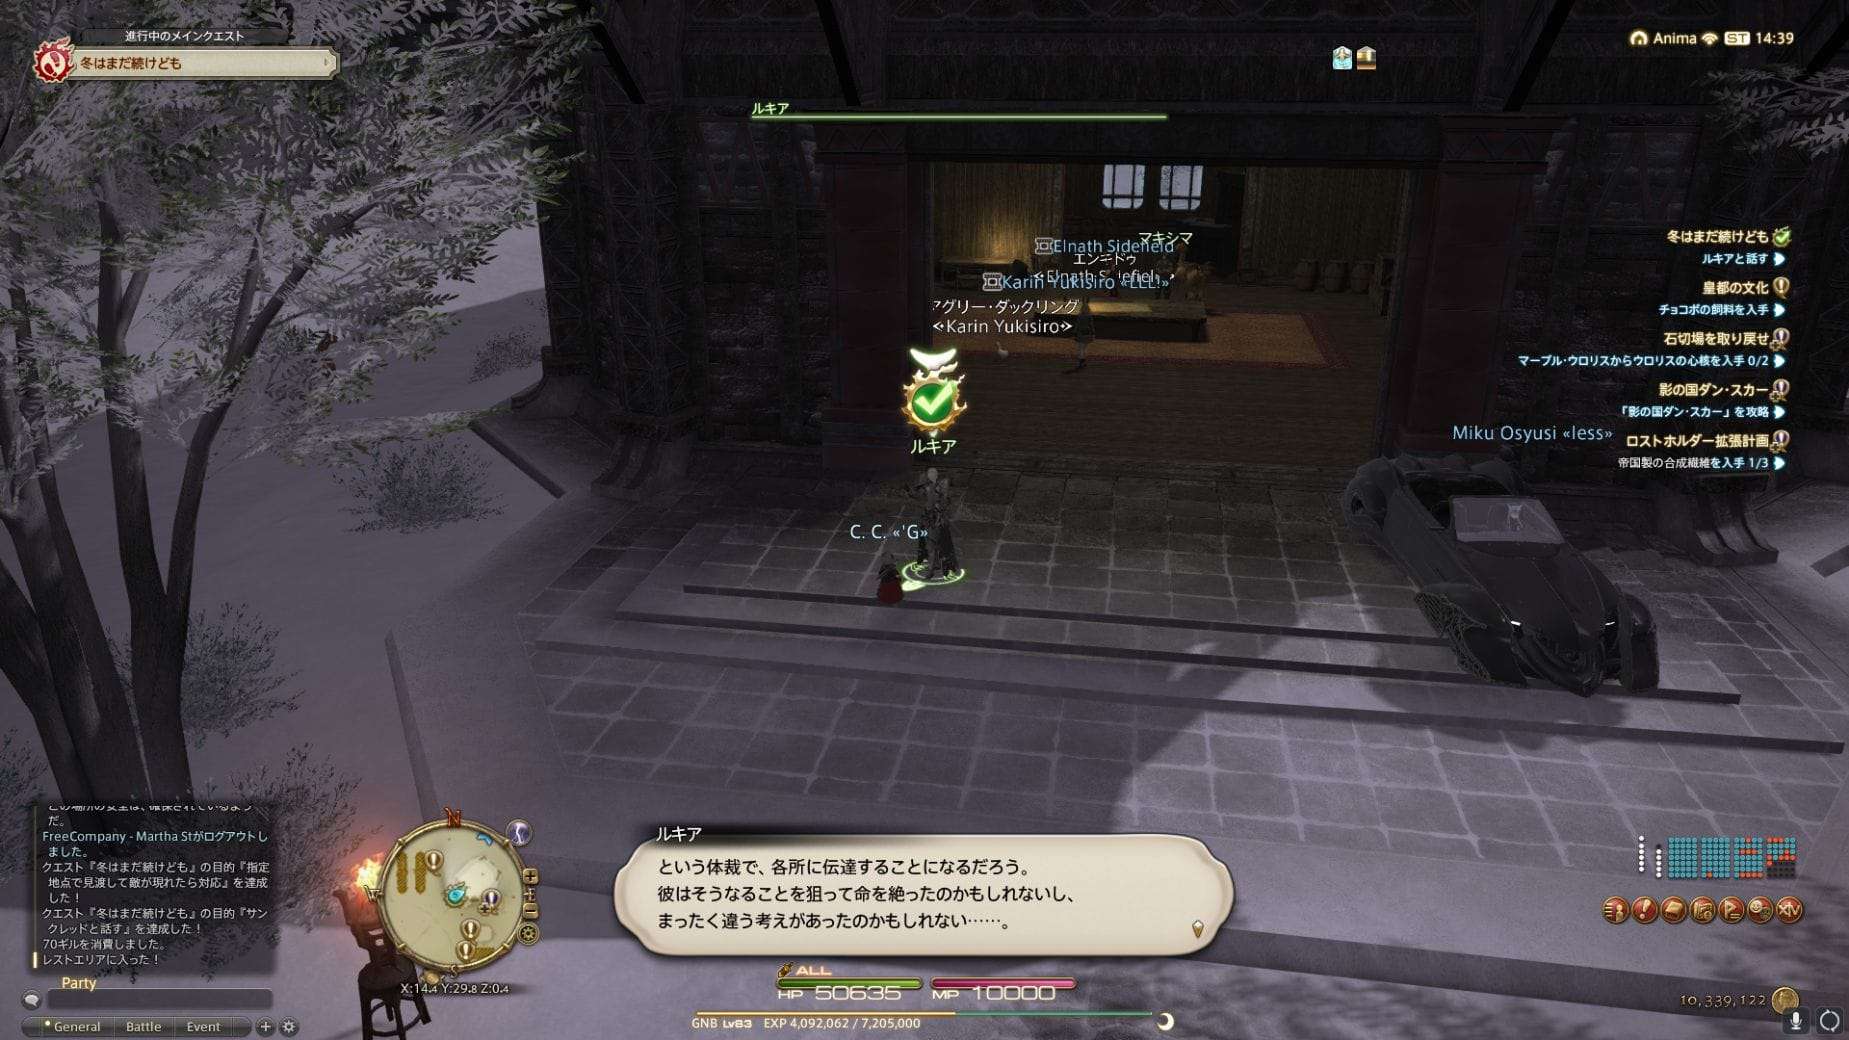 進行中のメインクエスト
冬はまだ続けども
Anima
ST 14:39
ルキア
冬はまだ続けども
ルキアと話す
皇都の文化
チョコボの飼料を入手
石切場を取り戻せ
マーブル・ウロリスからウロリスの心核を入手 0/2
影の国ダン・スカー
「影の国ダン・スカー」を攻略
ロストホルダー拡張計画
帝国製の合成繊維を入手 1/3
マキシマ
Elnath Sidefield
エンードゥ
Karin Yukisiro «LLL!»
アグリー・ダックリング
Karin Yukisiro
ルキア
Miku Osyusi «less»
C. C. «'G»
だ。
FreeCompany - Martha Stがログアウトし
ました。
クエスト『冬はまだ続けども』の目的『指定
地点で見渡して敵が現れたら対応』を達成
した！
クエスト『冬はまだ続けども』の目的『サン
クレッドと話す』を達成した！
70ギルを消費しました。
レストエリアに入った！
Party
General Battle Event
N
W
S
X:14.4 Y:29.8 Z:0.4
ルキア
という体裁で、各所に伝達することになるだろう。
彼はそうなることを狙って命を絶ったのかもしれないし、
まったく違う考えがあったのかもしれない……。
ALL
HP 50635 MP 10000
GNB Lv83 EXP 4,092,062 / 7,205,000
XIV
10,339,122